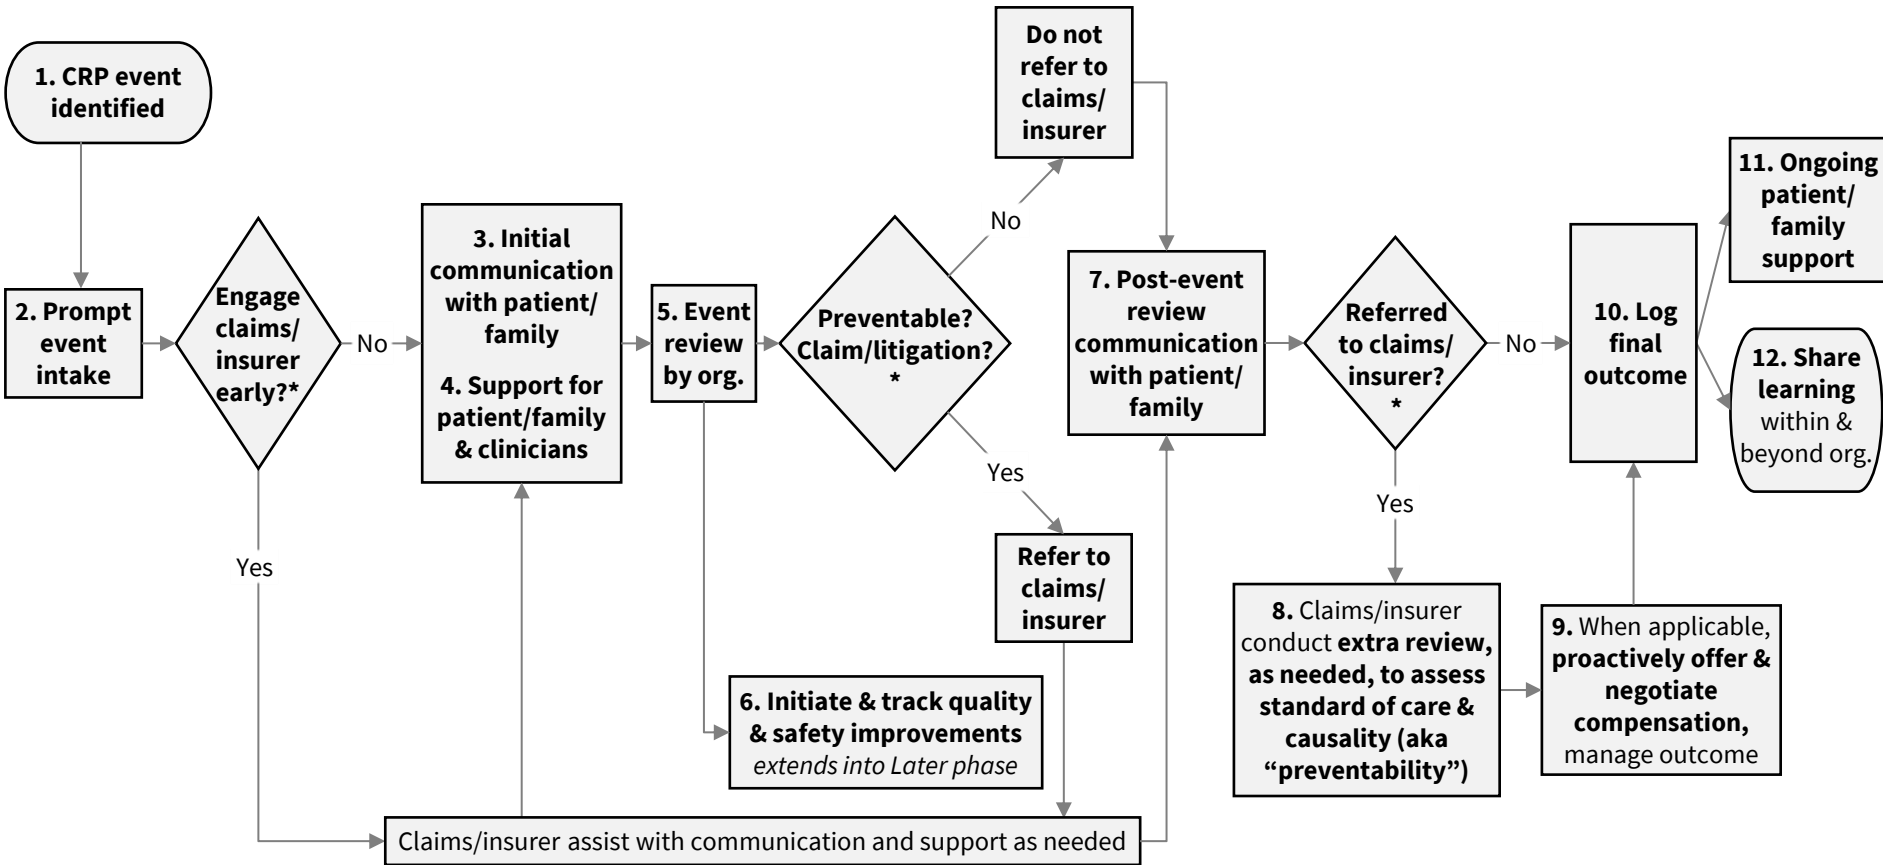 1. CRP event
identified
2. Prompt
event
intake
Engage
claims/
insurer
early?*
No
Yes
3. Initial
communication
with patient/
family
4. Support for
patient/family
& clinicians
5. Event
review
by org.
6. Initiate & track quality
& safety improvements
extends into Later phase
Preventable?
Claim/litigation?
*
No
Do not
refer to
claims/
insurer
Yes
Refer to
claims/
insurer
Claims/insurer assist with communication and support as needed
7. Post-event
review
communication
with patient/
family
Referred
to claims/
insurer?
*
No
Yes
8. Claims/insurer
conduct extra review,
as needed, to assess
standard of care &
causality (aka
“preventability”)
9. When applicable,
proactively offer &
negotiate
compensation,
manage outcome
10. Log
final
outcome
11. Ongoing
patient/
family
support
12. Share
learning
within &
beyond org.